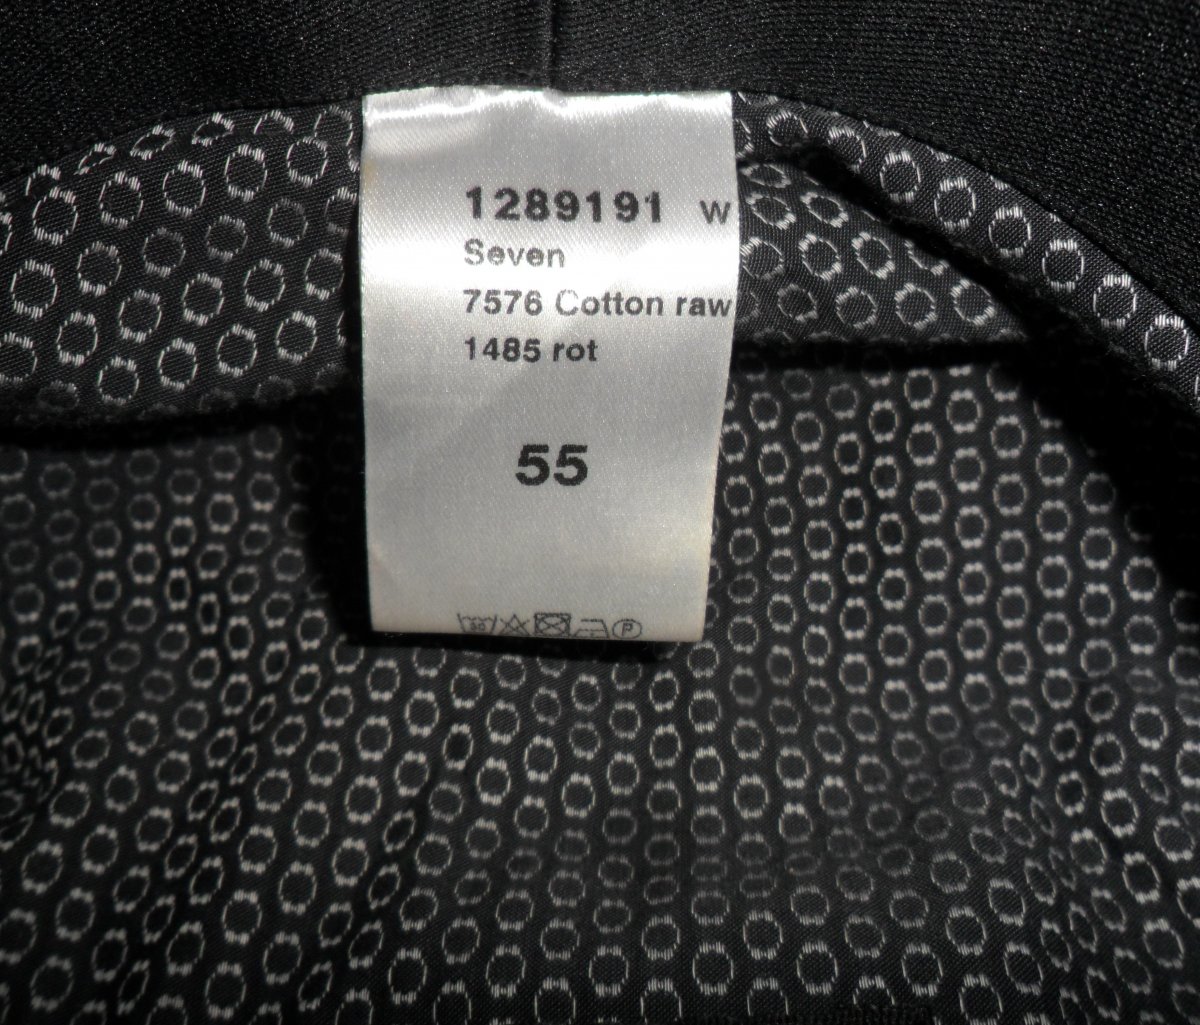 1289191 W
Seven
7576 Cotton raw
1485 rot
55
P